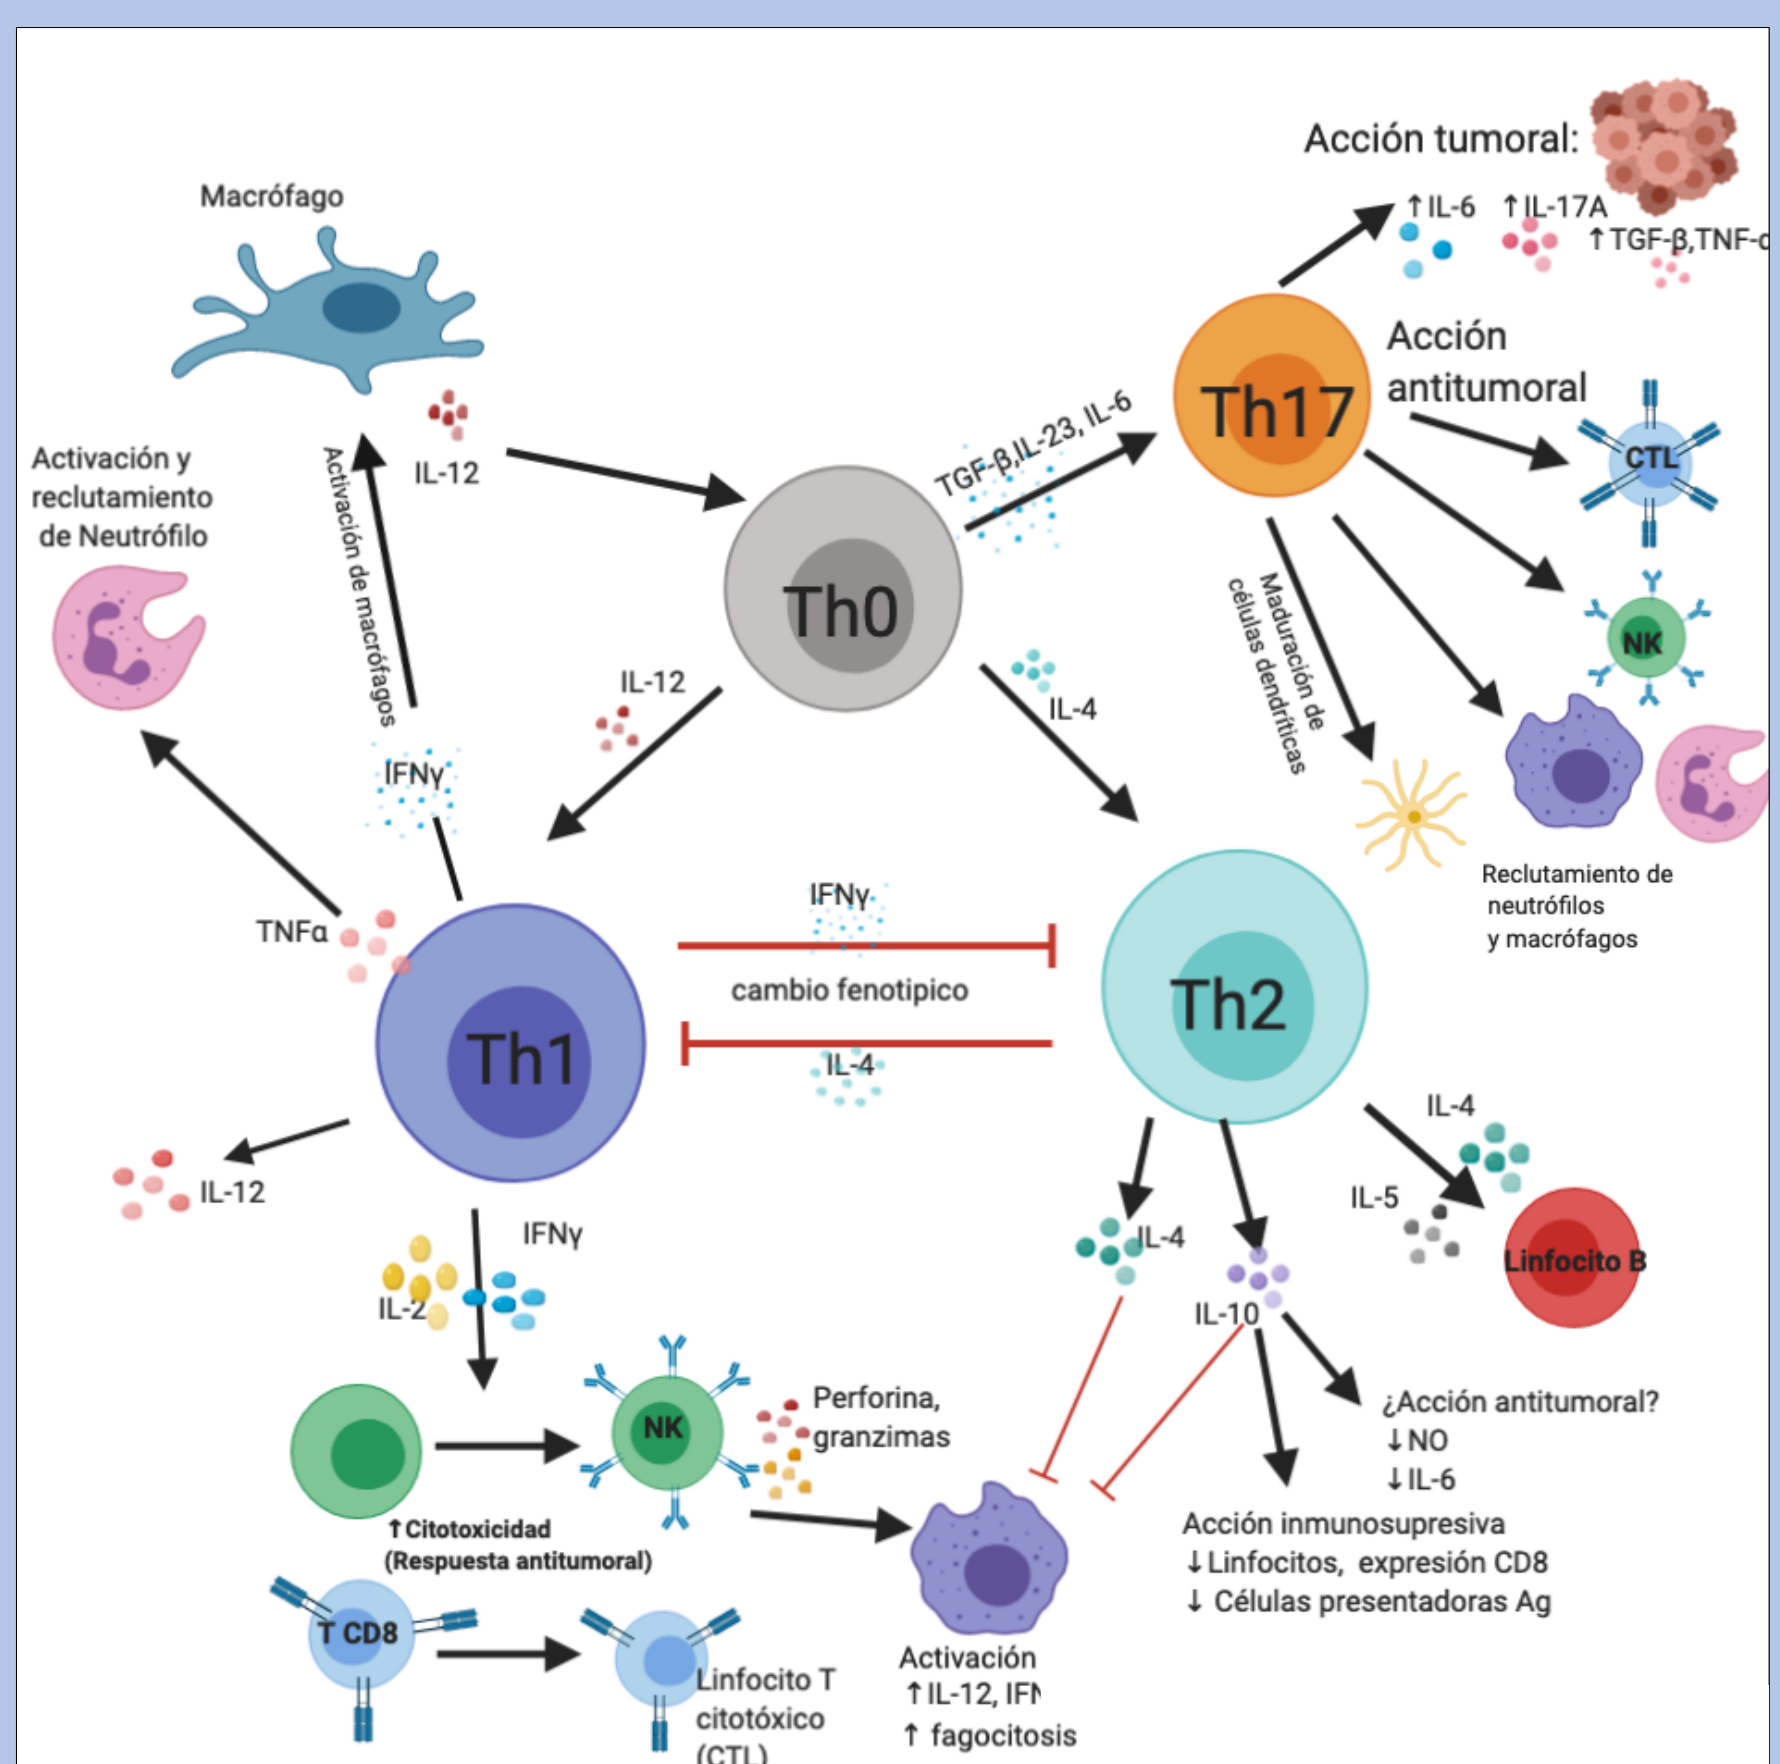 Acción tumoral:
↑IL-6 ↑IL-17A
↑TGF-β,TNF-α
Macrófago
IL-12
Activación de macrófagos
Activación y
reclutamiento
de Neutrófilo
TGF-β,IL-23, IL-6
Th17
Acción
antitumoral
CTL
NK
Th0
Maduración de
células dendríticas
Reclutamiento de
neutrófilos
y macrófagos
IL-12
IL-4
IFNγ
TNFα
Th1
IFNγ
cambio fenotipico
IL-4
Th2
IL-12
IFNγ
IL-2
IL-4
IL-5
Linfocito B
IL-4
IL-10
NK
Perforina,
granzimas
↑Citotoxicidad
(Respuesta antitumoral)
T CD8
Linfocito T
citotóxico
(CTL)
¿Acción antitumoral?
↓NO
↓IL-6
Acción inmunosupresiva
↓Linfocitos, expresión CD8
↓ Células presentadoras Ag
Activación
↑IL-12, IFN
↑ fagocitosis